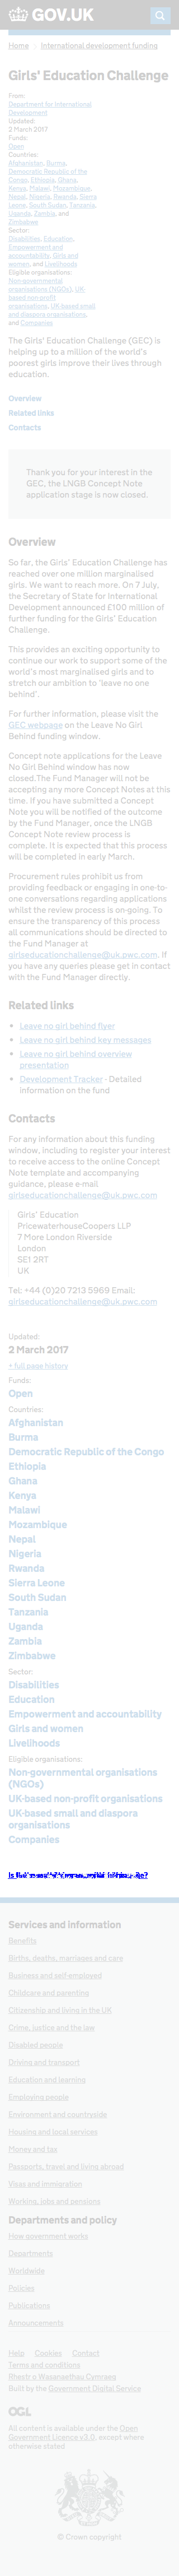 GOV.UK
Home
International development funding
Girls' Education Challenge
From:
Department for International
Development
Updated:
2 March 2017
Funds:
Open
Countries:
Afghanistan, Burma,
Democratic Republic of the
Congo, Ethiopia, Ghana,
Kenya, Malawi, Mozambique,
Nepal, Nigeria, Rwanda, Sierra
Leone, South Sudan, Tanzania,
Uganda, Zambia, and
Zimbabwe
Sector:
Disabilities, Education,
Empowerment and
accountability, Girls and
women, and Livelihoods
Eligible organisations:
Non-governmental
organisations (NGOs), UK-
based non-profit
organisations, UK-based small
and diaspora organisations,
and Companies
The Girls' Education Challenge (GEC) is
helping up to a million of the world's
poorest girls improve their lives through
education.
Overview
Related links
Contacts
Thank you for your interest in the
GEC, the LNGB Concept Note
application stage is now closed.
Overview
So far, the Girls' Education Challenge has
reached over one million marginalised
girls. We want to reach more. On 7 July,
the Secretary of State for International
Development announced £100 million of
further funding for the Girls' Education
Challenge.
This provides an exciting opportunity to
continue our work to support some of the
world's most marginalised girls and to
stretch our ambition to 'leave no one
behind'.
For further information, please visit the
GEC webpage on the Leave No Girl
Behind funding window.
Concept note applications for the Leave
No Girl Behind Window has now
closed.The Fund Manager will not be
accepting any more Concept Notes at this
time. If you have submitted a Concept
Note you will be notified of the outcome
by the Fund Manager, once the LNGB
Concept Note review process is
complete. It is expected this process will
be completed in early March.
Procurement rules prohibit us from
providing feedback or engaging in one-to-
one conversations regarding applications
whilst the review process is on-going. To
ensure this approach is consistent for all,
all communications should be directed to
the Fund Manager at
girlseducationchallenge@uk.pwc.com. If
you have any queries please get in contact
with the Fund Manager directly.
Related links
Leave no girl behind flyer
Leave no girl behind key messages
Leave no girl behind overview
presentation
Development Tracker - Detailed
information on the fund
Contacts
For any other questions on this funding
window, including how to register and
receive access to the online Concept
Note template and accompanying
guidance, please e-mail
girlseducationchallenge@uk.pwc.com
Girls' Education
PricewaterhouseCoopers LLP
7 More London Riverside
London
SE1 2RT
UK
Tel: +44 (0)20 7213 5969 Email:
girlseducationchallenge@uk.pwc.com
Updated:
2 March 2017
+ full page history
Funds:
Open
Countries:
Afghanistan
Burma
Democratic Republic of the Congo
Ethiopia
Ghana
Kenya
Malawi
Mozambique
Nepal
Nigeria
Rwanda
Sierra Leone
South Sudan
Tanzania
Uganda
Zambia
Zimbabwe
Sector:
Disabilities
Education
Empowerment and accountability
Girls and women
Livelihoods
Eligible organisations:
Non-governmental organisations
(NGOs)
UK-based non-profit organisations
UK-based small and diaspora
organisations
Companies
Services and information
Benefits
Births, deaths, marriages and care
Business and self-employed
Childcare and parenting
Citizenship and living in the UK
Crime, justice and the law
Disabled people
Driving and transport
Education and learning
Employing people
Environment and countryside
Housing and local services
Money and tax
Passports, travel and living abroad
Visas and immigration
Working, jobs and pensions
Departments and policy
How government works
Departments
Worldwide
Policies
Publications
Announcements
Help Cookies Contact
Terms and conditions
Rhestr o Wasanaethau Cymraeg
Built by the Government Digital Service
OGL
All content is available under the Open
Government Licence v3.0, except where
otherwise stated
© Crown copyright